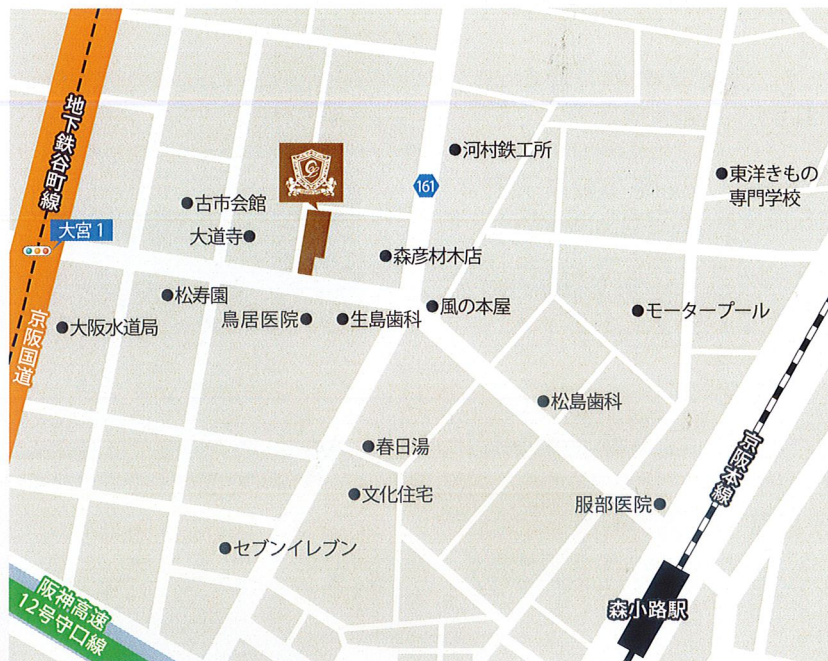 地下鉄谷町線
河村鉄工所
161
東洋きもの
専門学校
古市会館
大宮1
大道寺
森彦材木店
松寿園
風の本屋
モータープール
大阪水道局
鳥居医院
生島歯科
京阪国道
松島歯科
春日湯
京阪本線
文化住宅
服部医院
セブンイレブン
阪神高速
12号守口線
森小路駅